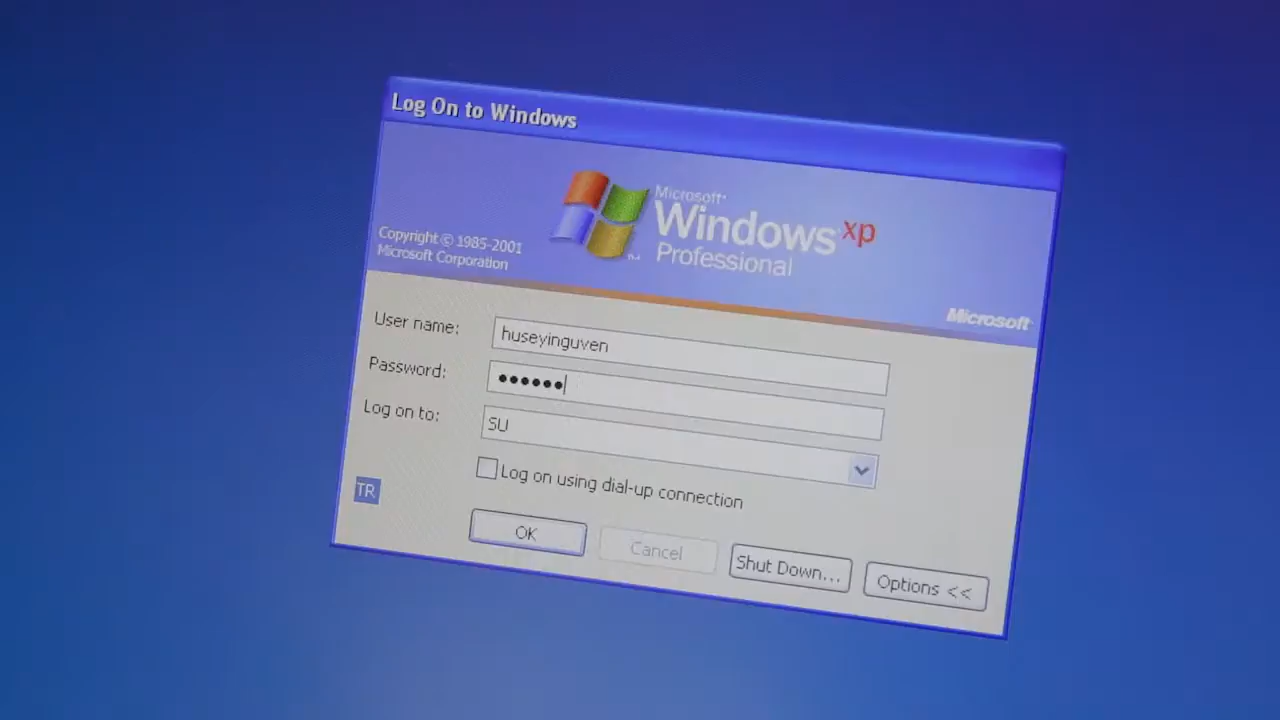 Log On to Windows
Microsoft
Windows xp
Professional
Copyright © 1985-2001
Microsoft Corporation
Microsoft
User name: huseyinguven
Password: ••••••
Log on to: SU
Log on using dial-up connection
TR
OK Cancel Shut Down... Options <<